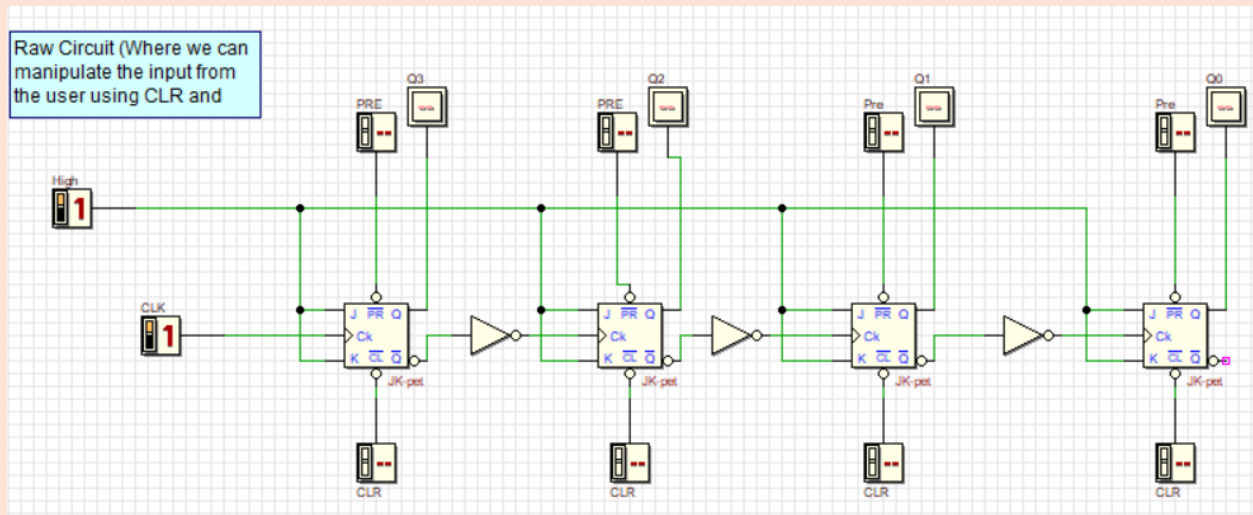 Raw Circuit (Where we can
manipulate the input from
the user using CLR and
Q3 Q2 Q1 Q0
PRE PRE Pre Pre
-- -- -- --
-- -- -- --
High
1
CLK
1
J PR Q J PR Q J PR Q J PR Q
Ck Ck Ck Ck
K CL Q K CL Q K CL Q K CL Q
JK-pet JK-pet JK-pet JK-pet
-- -- -- --
CLR CLR CLR CLR